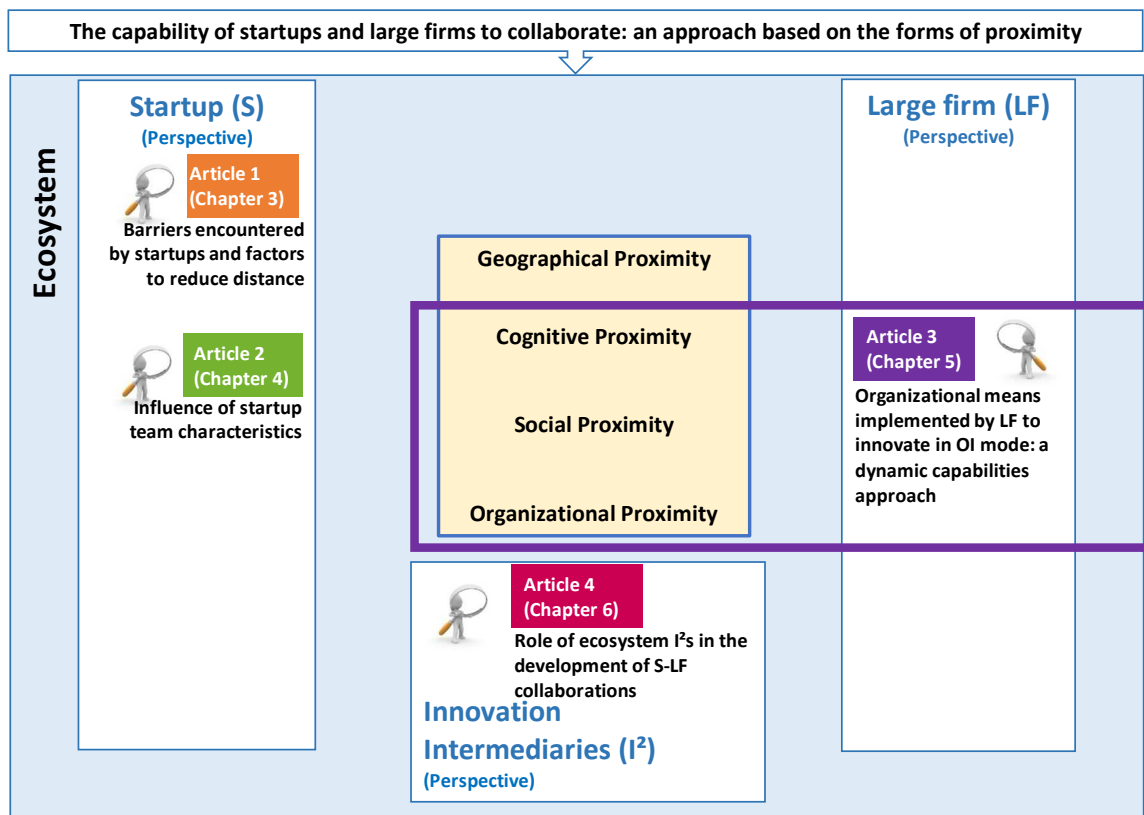 The capability of startups and large firms to collaborate: an approach based on the forms of proximity
Ecosystem
Startup (S)
(Perspective)
Article 1
(Chapter 3)
Barriers encountered
by startups and factors
to reduce distance
Article 2
(Chapter 4)
Influence of startup
team characteristics
Geographical Proximity
Cognitive Proximity
Social Proximity
Organizational Proximity
Large firm (LF)
(Perspective)
Article 3
(Chapter 5)
Organizational means
implemented by LF to
innovate in OI mode: a
dynamic capabilities
approach
Article 4
(Chapter 6)
Role of ecosystem I²s in the
development of S-LF
collaborations
Innovation
Intermediaries (I²)
(Perspective)